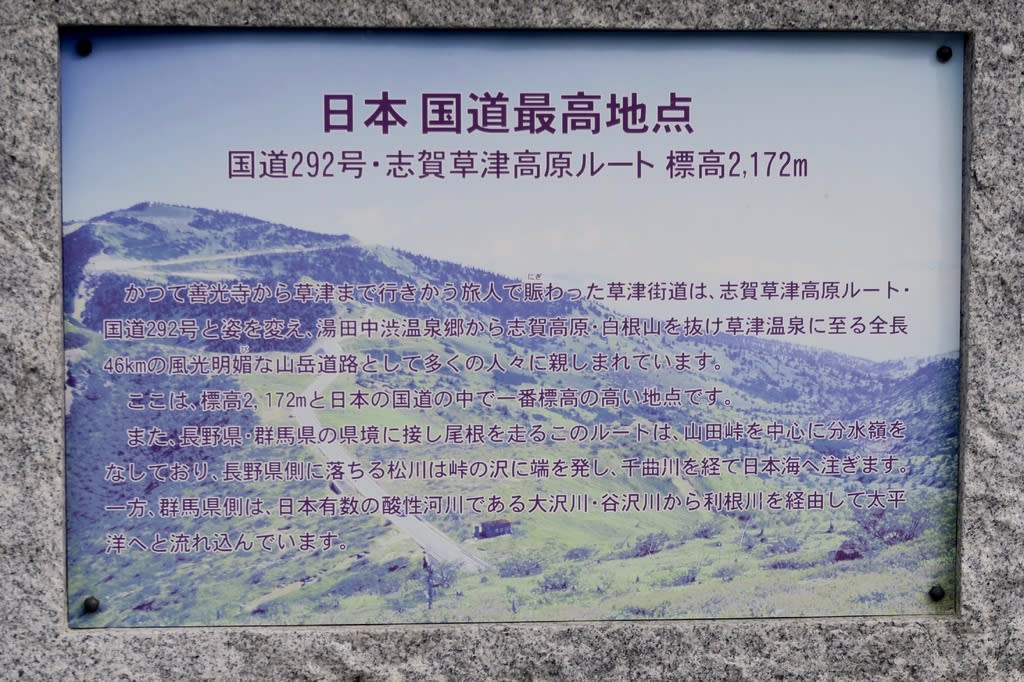 日本 国道最高地点
国道292号・志賀草津高原ルート 標高2,172m
かつて善光寺から草津まで行きかう旅人で賑わった草津街道は、志賀草津高原ルート・
国道292号と姿を変え、湯田中渋温泉郷から志賀高原・白根山を抜け草津温泉に至る全長
46kmの風光明媚な山岳道路として多くの人々に親しまれています。
ここは、標高2,172mと日本の国道の中で一番標高の高い地点です。
また、長野県・群馬県の県境に接し尾根を走るこのルートは、山田峠を中心に分水嶺を
なしており、長野県側に落ちる松川は峠の沢に端を発し、千曲川を経て日本海へ注ぎます。
一方、群馬県側は、日本有数の酸性河川である大沢川・谷沢川から利根川を経由して太平
洋へと流れ込んでいます。